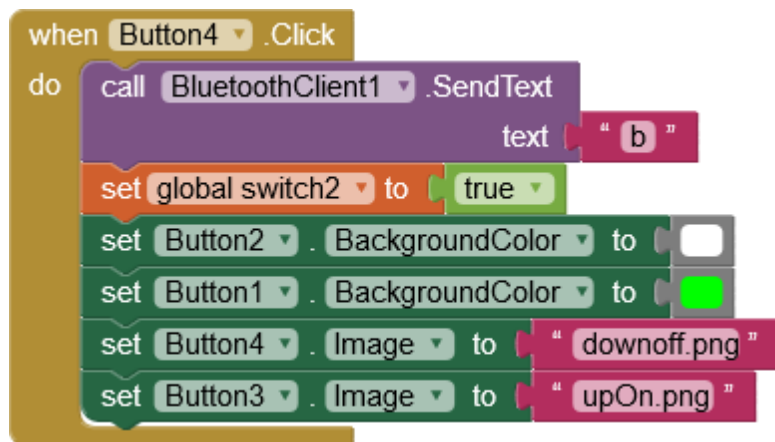 when Button4 .Click
do call BluetoothClient1 .SendText
text " b "
set global switch2 to true
set Button2 . BackgroundColor to
set Button1 . BackgroundColor to
set Button4 . Image to " downoff.png "
set Button3 . Image to " upOn.png "